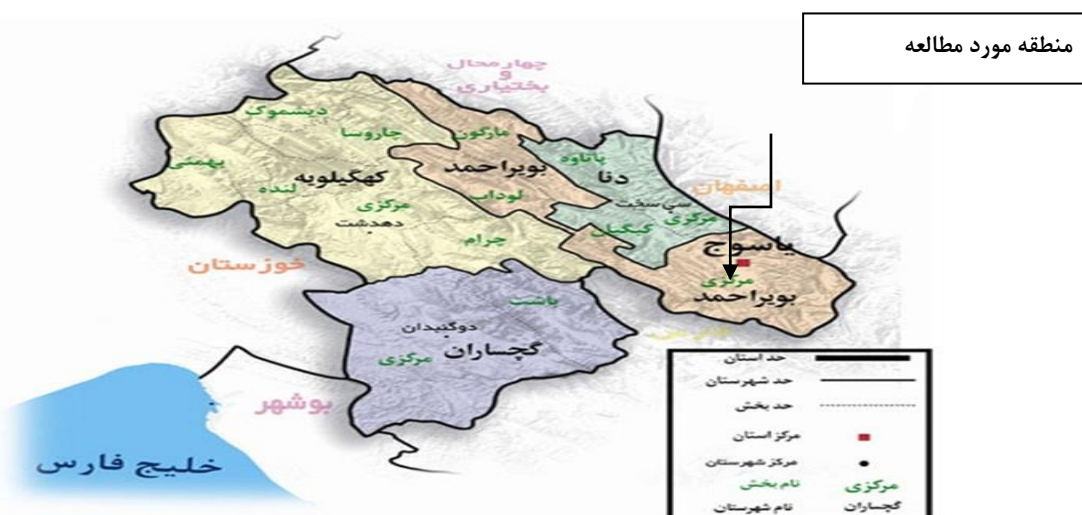 منطقه مورد مطالعه
چهارمحال
و
بختیاری
دیشموک
چاروسا
مارگون
بهمئی
لنده
کهگیلویه
بویراحمد
پاتاوه
دنا
اصفهان
سی سخت
مرکزی
لوداب
کبگیان
مرکزی
دهدشت
چرام
یاسوج
مرکزی
بویراحمد
خوزستان
باشت
دوگنبدان
گچساران
مرکزی
بوشهر
خلیج فارس
حد استان
حد شهرستان
حد بخش
مرکز استان
مرکز شهرستان
نام بخش مرکزی
نام شهرستان گچساران